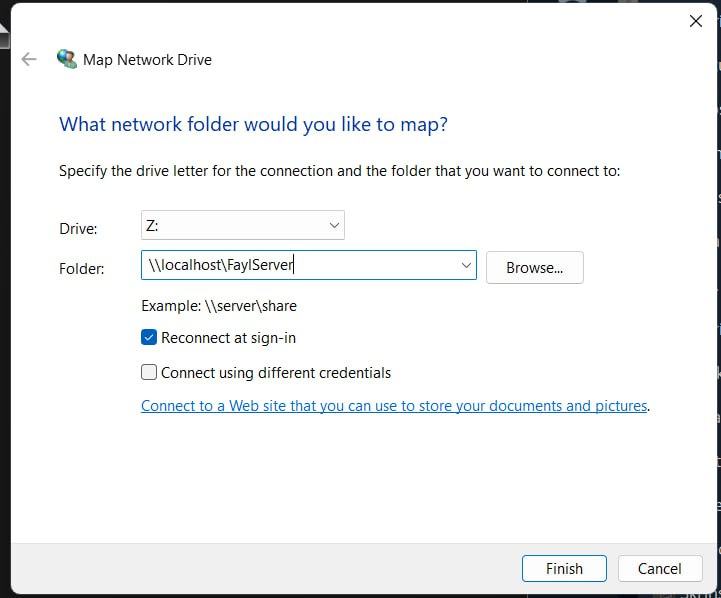 Map Network Drive
What network folder would you like to map?
Specify the drive letter for the connection and the folder that you want to connect to:
Drive: Z:
Folder: \\localhost\FaylServer Browse...
Example: \\server\share
Reconnect at sign-in
Connect using different credentials
Connect to a Web site that you can use to store your documents and pictures.
Finish Cancel